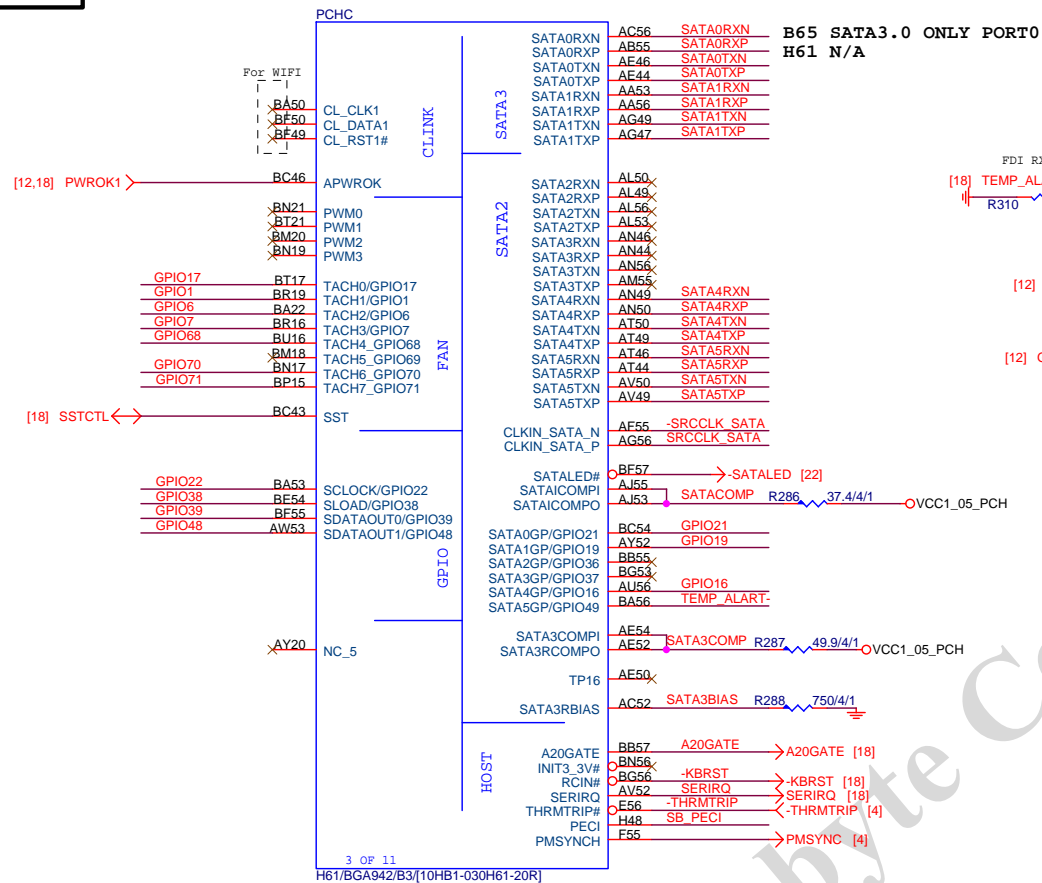 PCHC
For WIFI
BA50 CL_CLK1
BF50 CL_DATA1
BF49 CL_RST1#
[12,18] PWROK1 BC46 APWROK
BN21 PWM0
BT21 PWM1
BM20 PWM2
BN19 PWM3
GPIO17 BT17 TACH0/GPIO17
GPIO1 BR19 TACH1/GPIO1
GPIO6 BA22 TACH2/GPIO6
GPIO7 BR16 TACH3/GPIO7
GPIO68 BU16 TACH4_GPIO68
BM18 TACH5_GPIO69
GPIO70 BN17 TACH6_GPIO70
GPIO71 BP15 TACH7_GPIO71
[18] SSTCTL BC43 SST
GPIO22 BA53 SCLOCK/GPIO22
GPIO38 BE54 SLOAD/GPIO38
GPIO39 BF55 SDATAOUT0/GPIO39
GPIO48 AW53 SDATAOUT1/GPIO48
AY20 NC_5
CLINK
FAN
GPIO
SATA3
SATA2
HOST
SATA0RXN AC56 SATA0RXN
SATA0RXP AB55 SATA0RXP
SATA0TXN AE46 SATA0TXN
SATA0TXP AE44 SATA0TXP
SATA1RXN AA53 SATA1RXN
SATA1RXP AA56 SATA1RXP
SATA1TXN AG49 SATA1TXN
SATA1TXP AG47 SATA1TXP
B65 SATA3.0 ONLY PORT0
H61 N/A
SATA2RXN AL50
SATA2RXP AL49
SATA2TXN AL56
SATA2TXP AL53
SATA3RXN AN46
SATA3RXP AN44
SATA3TXN AN56
SATA3TXP AM55
SATA4RXN AN49 SATA4RXN
SATA4RXP AN50 SATA4RXP
SATA4TXN AT50 SATA4TXN
SATA4TXP AT49 SATA4TXP
SATA5RXN AT46 SATA5RXN
SATA5RXP AT44 SATA5RXP
SATA5TXN AV50 SATA5TXN
SATA5TXP AV49 SATA5TXP
CLKIN_SATA_N AF55 -SRCCLK_SATA
CLKIN_SATA_P AG56 SRCCLK_SATA
SATALED# BF57 -SATALED [22]
SATAICOMPI AJ55
SATAICOMPO AJ53 SATACOMP R286 37.4/4/1 VCC1_05_PCH
SATA0GP/GPIO21 BC54 GPIO21
SATA1GP/GPIO19 AY52 GPIO19
SATA2GP/GPIO36 BB55
SATA3GP/GPIO37 BG53
SATA4GP/GPIO16 AU56 GPIO16
SATA5GP/GPIO49 BA56 TEMP_ALART-
SATA3COMPI AE54
SATA3RCOMPO AE52 SATA3COMP R287 49.9/4/1 VCC1_05_PCH
TP16 AE50
SATA3RBIAS AC52 SATA3BIAS R288 750/4/1
A20GATE BB57 A20GATE A20GATE [18]
INIT3_3V# BN56
RCIN# BG56 -KBRST -KBRST [18]
SERIRQ AV52 SERIRQ SERIRQ [18]
THRMTRIP# E56 -THRMTRIP -THRMTRIP [4]
PECI H48 SB_PECI
PMSYNCH F55 PMSYNC [4]
3 OF 11
H61/BGA942/B3/[10HB1-030H61-20R]
FDI
[18] TEMP_AL
R310
[12]
[12]
byte